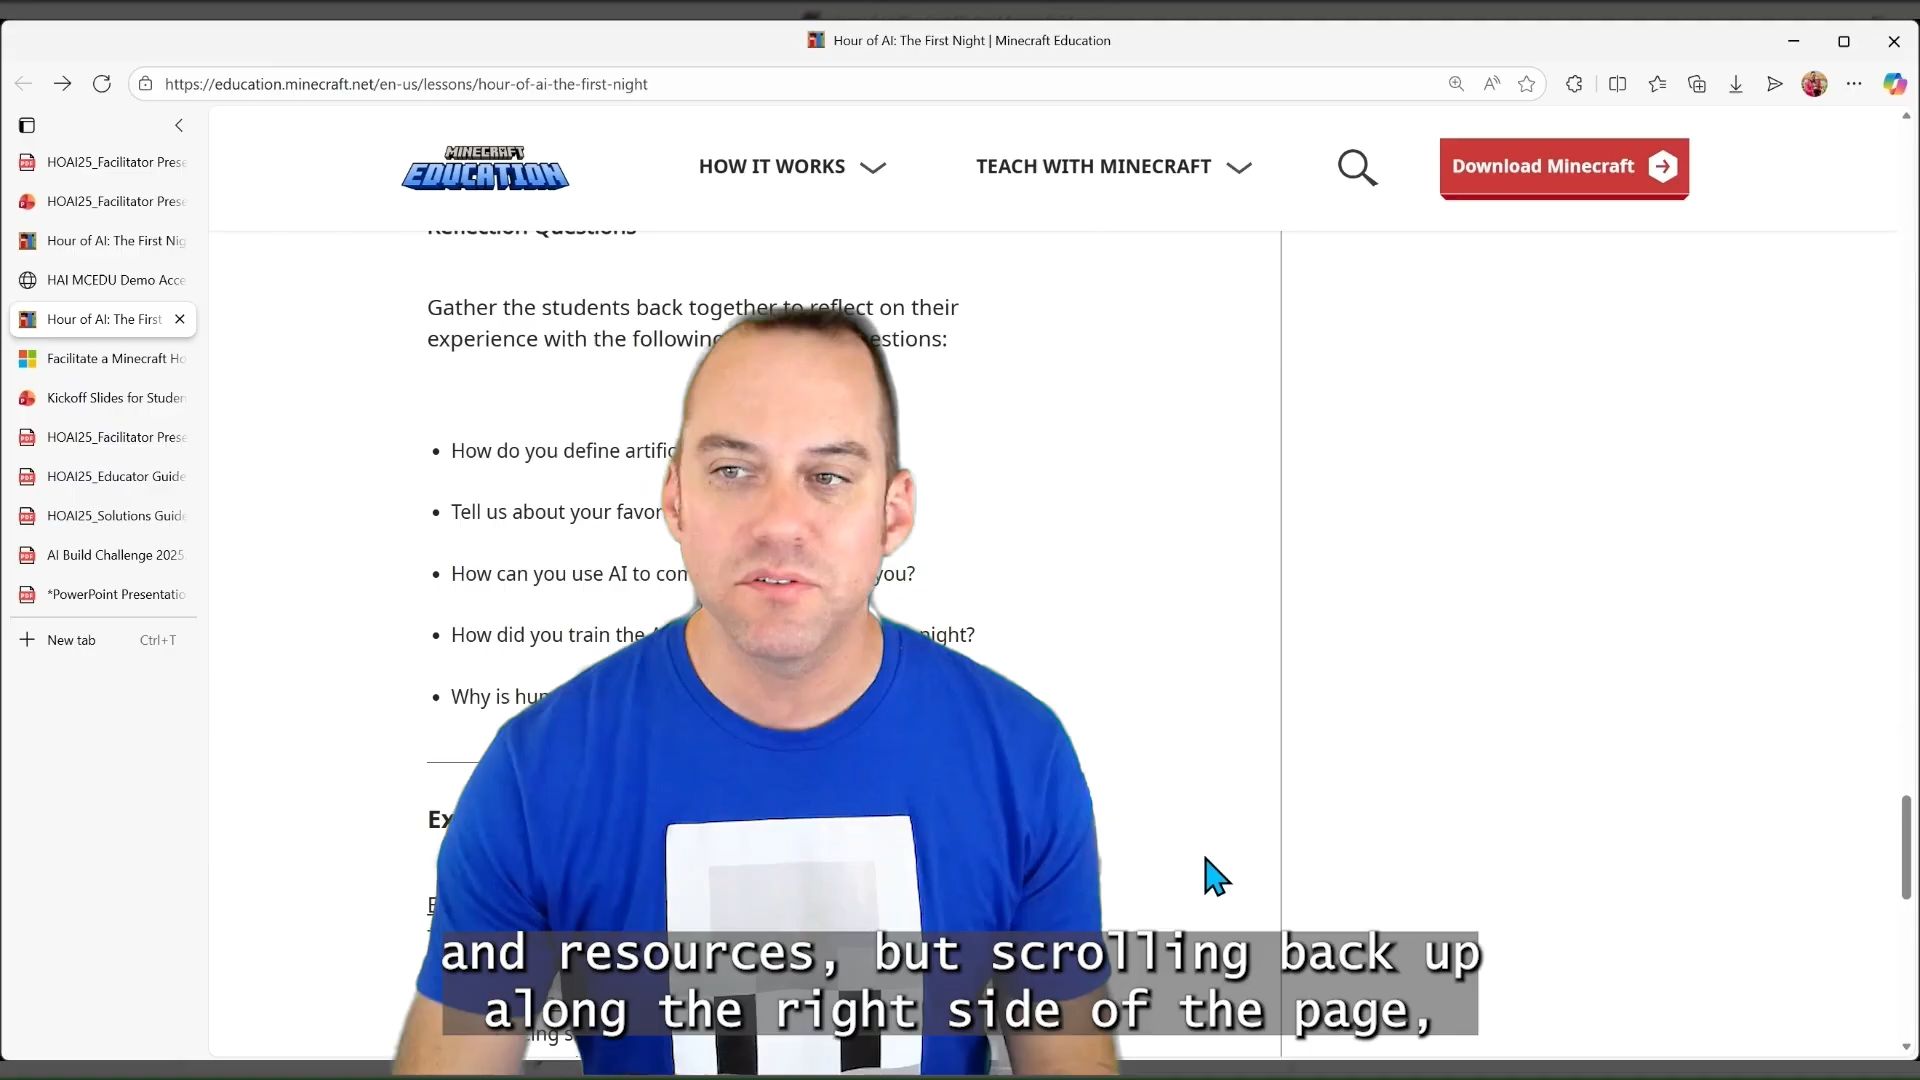 Hour of AI: The First Night | Minecraft Education
https://education.minecraft.net/en-us/lessons/hour-of-ai-the-first-night
HOAI25_Facilitator Prese
HOAI25_Facilitator Prese
Hour of AI: The First Nig
HAI MCEDU Demo Acce
Hour of AI: The First
Facilitate a Minecraft Ho
Kickoff Slides for Studen
HOAI25_Facilitator Prese
HOAI25_Educator Guide
HOAI25_Solutions Guide
AI Build Challenge 2025
*PowerPoint Presentatio
New tab Ctrl+T
MINECRAFT
EDUCATION
HOW IT WORKS
TEACH WITH MINECRAFT
Download Minecraft
Reflection Questions
Gather the students back together to reflect on their
experience with the following estions:
How do you define artific
Tell us about your favor
How can you use AI to com you?
How did you train the night?
Why is hum
Ex
E
ing s
and resources, but scrolling back up
along the right side of the page,